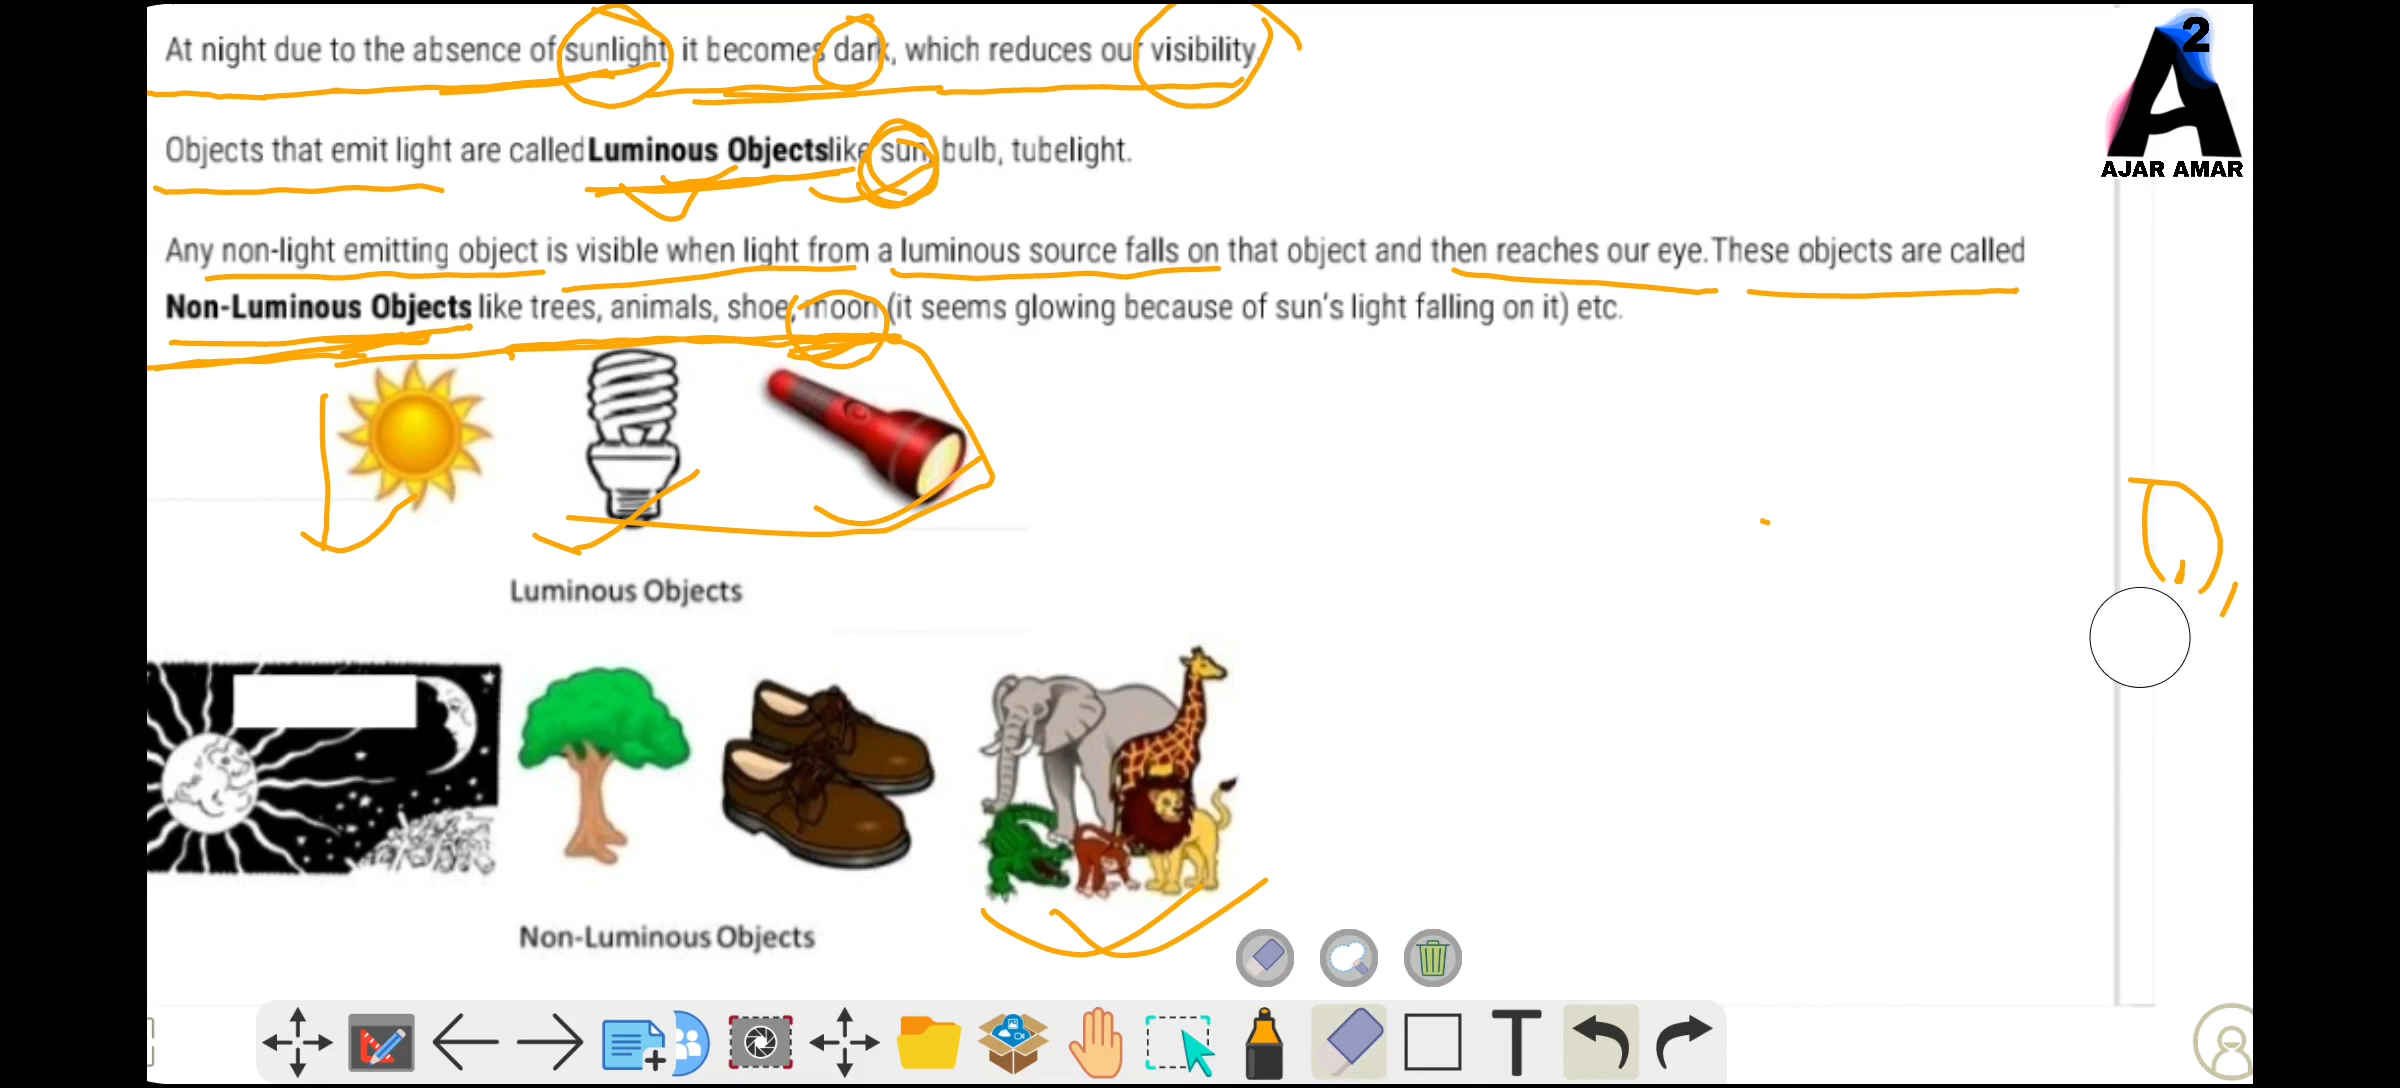 At night due to the absence of sunlight it becomes dark, which reduces our visibility.
Objects that emit light are called Luminous Objects like sun, bulb, tubelight.
Any non-light emitting object is visible when light from a luminous source falls on that object and then reaches our eye. These objects are called
Non-Luminous Objects like trees, animals, shoe, moon (it seems glowing because of sun's light falling on it) etc.
Luminous Objects
Non-Luminous Objects
A2
AJAR AMAR